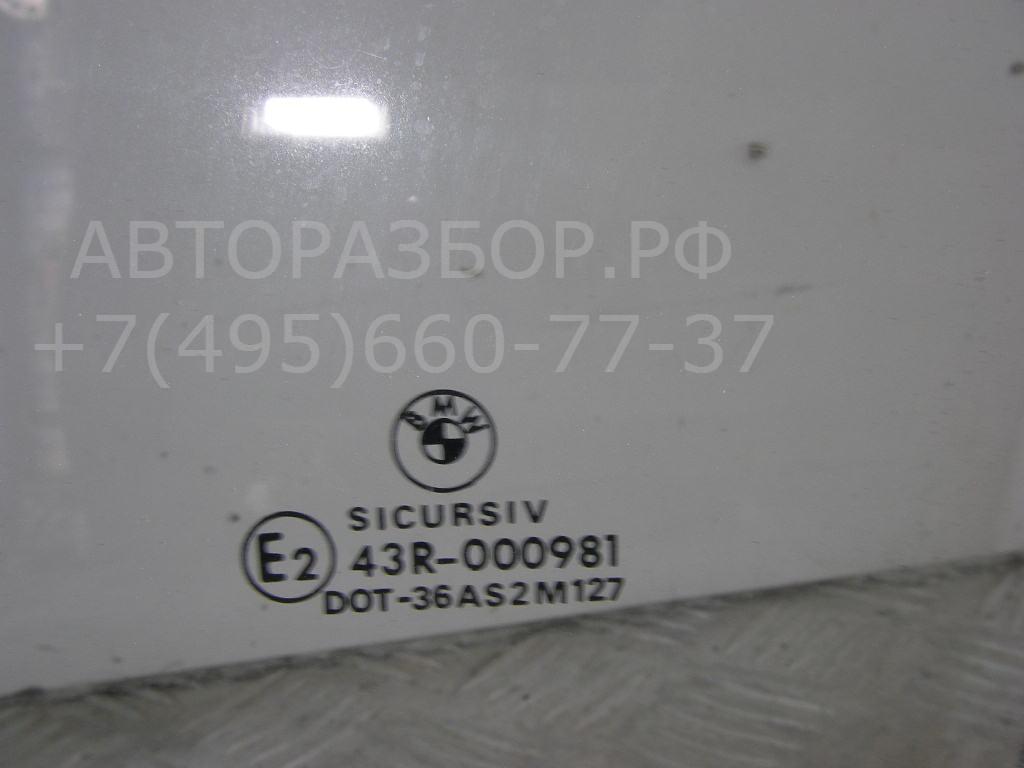 АВТОРАЗБОР.РФ
+7(495)660-77-37
BMW
SICURSIV
E2 43R-000981
DOT-36AS2M127